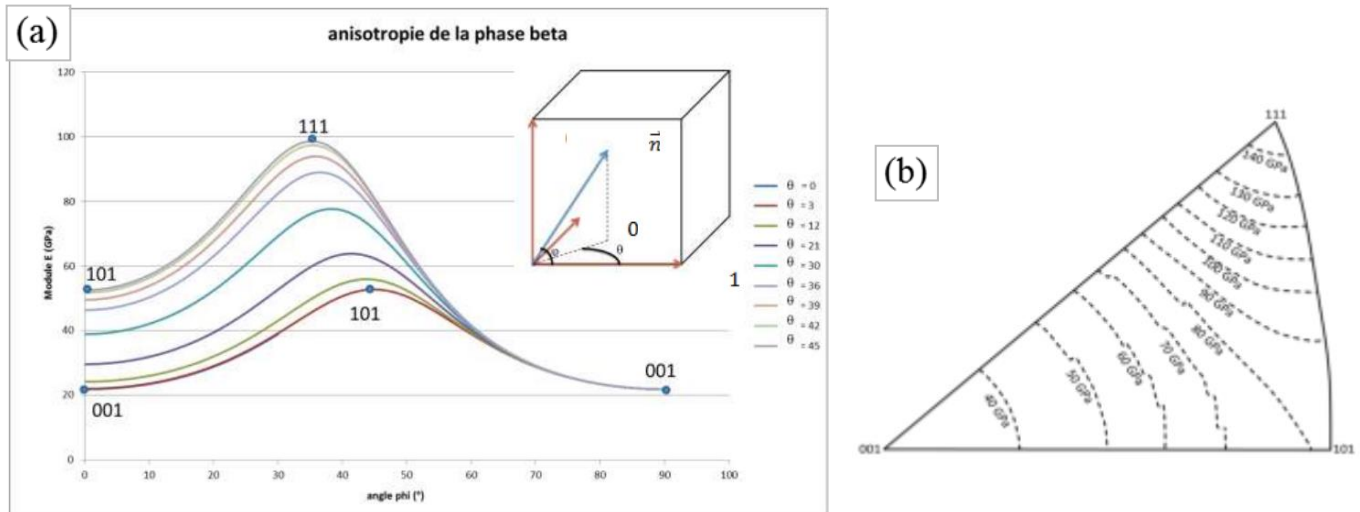 (a)
anisotropie de la phase beta
Module E (GPa)
120
100
80
60
40
20
0
0 10 20 30 40 50 60 70 80 90 100
angle phi (°)
101
001
111
101
001
n
φ
θ
0
1
θ = 0
θ = 3
θ = 12
θ = 21
θ = 30
θ = 36
θ = 39
θ = 42
θ = 45
(b)
111
140 GPa
130 GPa
120 GPa
110 GPa
100 GPa
90 GPa
80 GPa
70 GPa
60 GPa
50 GPa
40 GPa
001
101